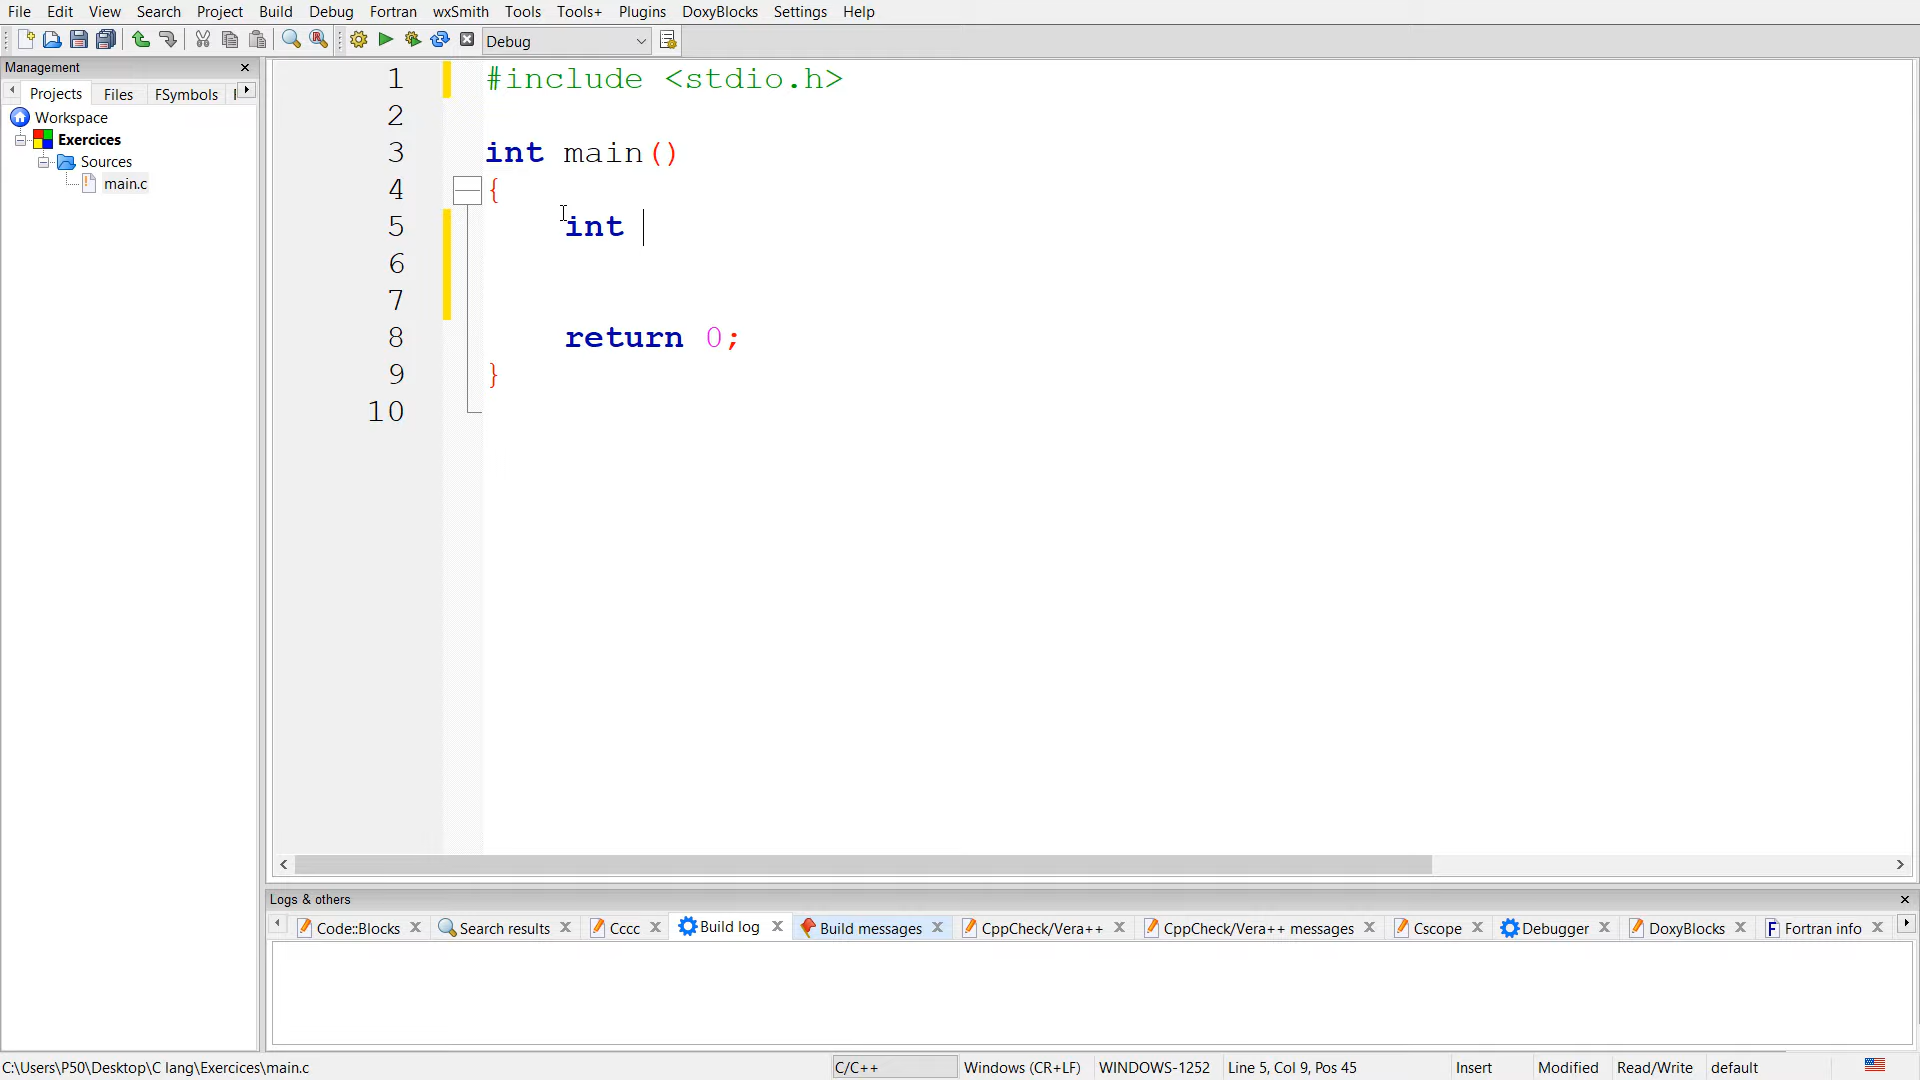 File Edit View Search Project Build Debug Fortran wxSmith Tools Tools+ Plugins DoxyBlocks Settings Help
Debug
Management
Projects Files FSymbols
Workspace
Exercices
Sources
main.c
1 #include <stdio.h>
2
3 int main()
4 {
5 int
6
7
8 return 0;
9 }
10
Logs & others
Code::Blocks Search results Cccc Build log Build messages CppCheck/Vera++ CppCheck/Vera++ messages Cscope Debugger DoxyBlocks Fortran info
C:\Users\P50\Desktop\C lang\Exercices\main.c C/C++ Windows (CR+LF) WINDOWS-1252 Line 5, Col 9, Pos 45 Insert Modified Read/Write default